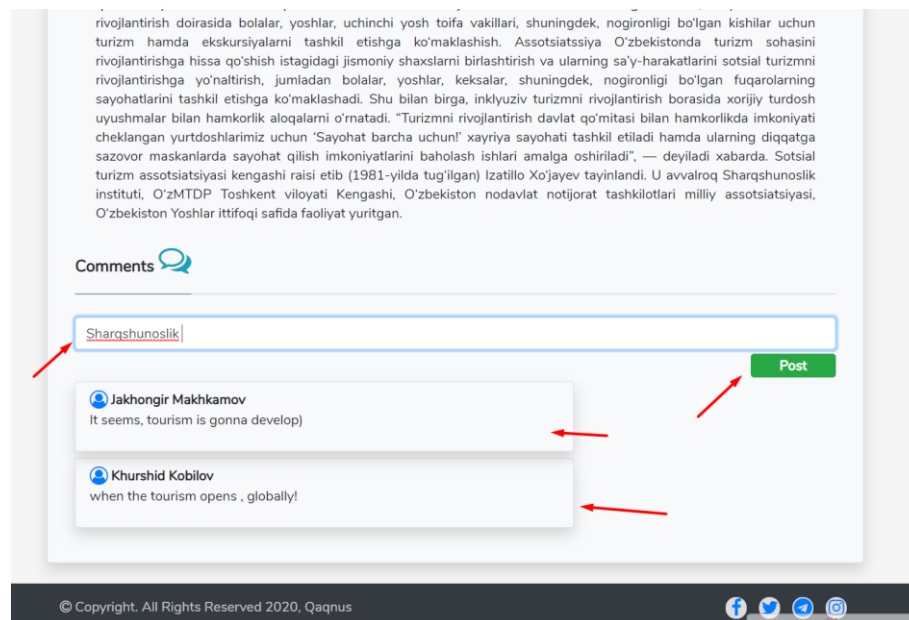 rivojlantirish doirasida bolalar, yoshlar, uchinchi yosh toifa vakillari, shuningdek, nogironligi bo'lgan kishilar uchun
turizm hamda ekskursiyalarni tashkil etishga ko'maklashish. Assotsiatssiya O'zbekistonda turizm sohasini
rivojlantirishga hissa qo'shish istagidagi jismoniy shaxslarni birlashtirish va ularning sa'y-harakatlarini sotsial turizmni
rivojlantirishga yo'naltirish, jumladan bolalar, yoshlar, keksalar, shuningdek, nogironligi bo'lgan fuqarolarning
sayohatlarini tashkil etishga ko'maklashadi. Shu bilan birga, inklyuziv turizmni rivojlantirish borasida xorijiy turdosh
uyushmalar bilan hamkorlik aloqalarni o'rnatadi. "Turizmni rivojlantirish davlat qo'mitasi bilan hamkorlikda imkoniyati
cheklangan yurtdoshlarimiz uchun 'Sayohat barcha uchun!' xayriya sayohati tashkil etiladi hamda ularning diqqatga
sazovor maskanlarda sayohat qilish imkoniyatlarini baholash ishlari amalga oshiriladi", — deyiladi xabarda. Sotsial
turizm assotsiatsiyasi kengashi raisi etib (1981-yilda tug'ilgan) Izatillo Xo'jayev tayinlandi. U avvalroq Sharqshunoslik
instituti, O'zMTDP Toshkent viloyati Kengashi, O'zbekiston nodavlat notijorat tashkilotlari milliy assotsiatsiyasi,
O'zbekiston Yoshlar ittifoqi safida faoliyat yuritgan.
Comments
Sharqshunoslik
Post
Jakhongir Makhkamov
It seems, tourism is gonna develop)
Khurshid Kobilov
when the tourism opens , globally!
© Copyright. All Rights Reserved 2020, Qaqnus